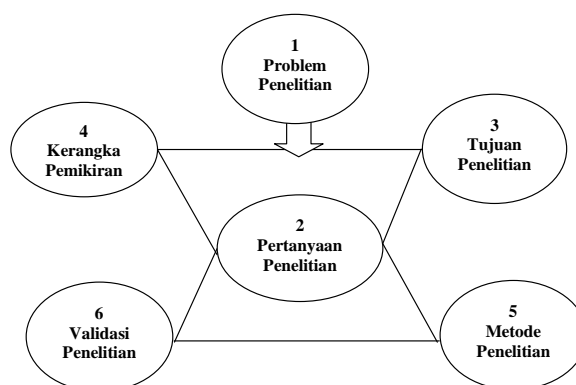 1
Problem
Penelitian
4
Kerangka
Pemikiran
3
Tujuan
Penelitian
2
Pertanyaan
Penelitian
6
Validasi
Penelitian
5
Metode
Penelitian